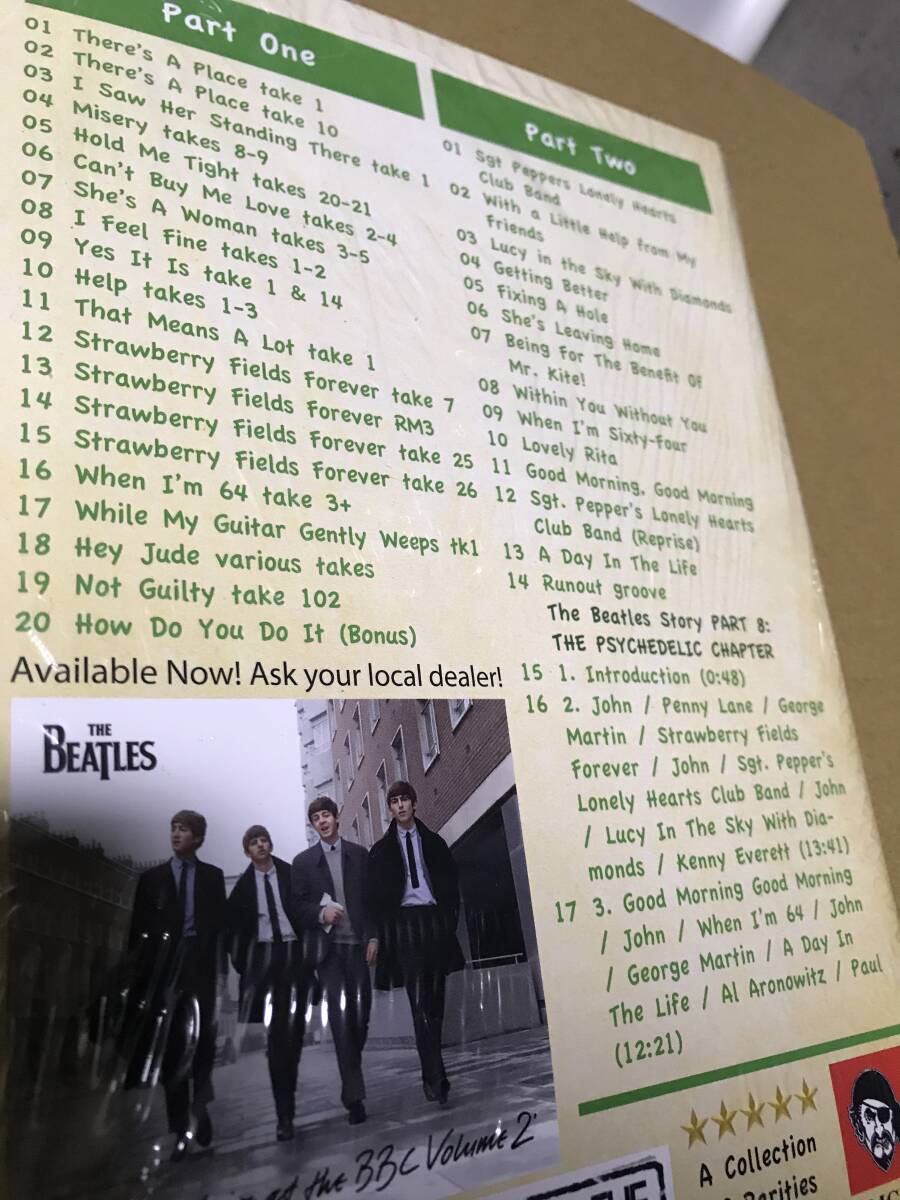 Part One
01 There's A Place take 1
02 There's A Place take 10
03 I Saw Her Standing There take 1
04 Misery takes 8-9
05 Hold Me Tight takes 20-21
06 Can't Buy Me Love takes 2-4
07 She's A Woman takes 3-5
08 I Feel Fine takes 1-2
09 Yes It Is take 1 & 14
10 Help takes 1-3
11 That Means A Lot take 1
12 Strawberry Fields Forever take 7
13 Strawberry Fields Forever RM3
14 Strawberry Fields Forever take 25
15 Strawberry Fields Forever take 26
16 When I'm 64 take 3+
17 While My Guitar Gently Weeps tk1
18 Hey Jude various takes
19 Not Guilty take 102
20 How Do You Do It (Bonus)
Available Now! Ask your local dealer!
THE
BEATLES
at the BBC Volume 2
Part Two
01 Sgt Peppers Lonely Hearts
Club Band
02 With a Little Help from My
Friends
03 Lucy in the Sky With Diamonds
04 Getting Better
05 Fixing A Hole
06 She's Leaving Home
07 Being For The Benefit Of
Mr. Kite!
08 Within You Without You
09 When I'm Sixty-Four
10 Lovely Rita
11 Good Morning, Good Morning
12 Sgt. Pepper's Lonely Hearts
Club Band (Reprise)
13 A Day In The Life
14 Runout groove
The Beatles Story PART 8:
THE PSYCHEDELIC CHAPTER
15 1. Introduction (0:48)
16 2. John / Penny Lane / George
Martin / Strawberry Fields
Forever / John / Sgt. Pepper's
Lonely Hearts Club Band / John
/ Lucy In The Sky With Dia-
monds / Kenny Everett (13:41)
17 3. Good Morning Good Morning
/ John / When I'm 64 / John
/ George Martin / A Day In
The Life / Al Aronowitz / Paul
(12:21)
A Collection
Rarities
THE